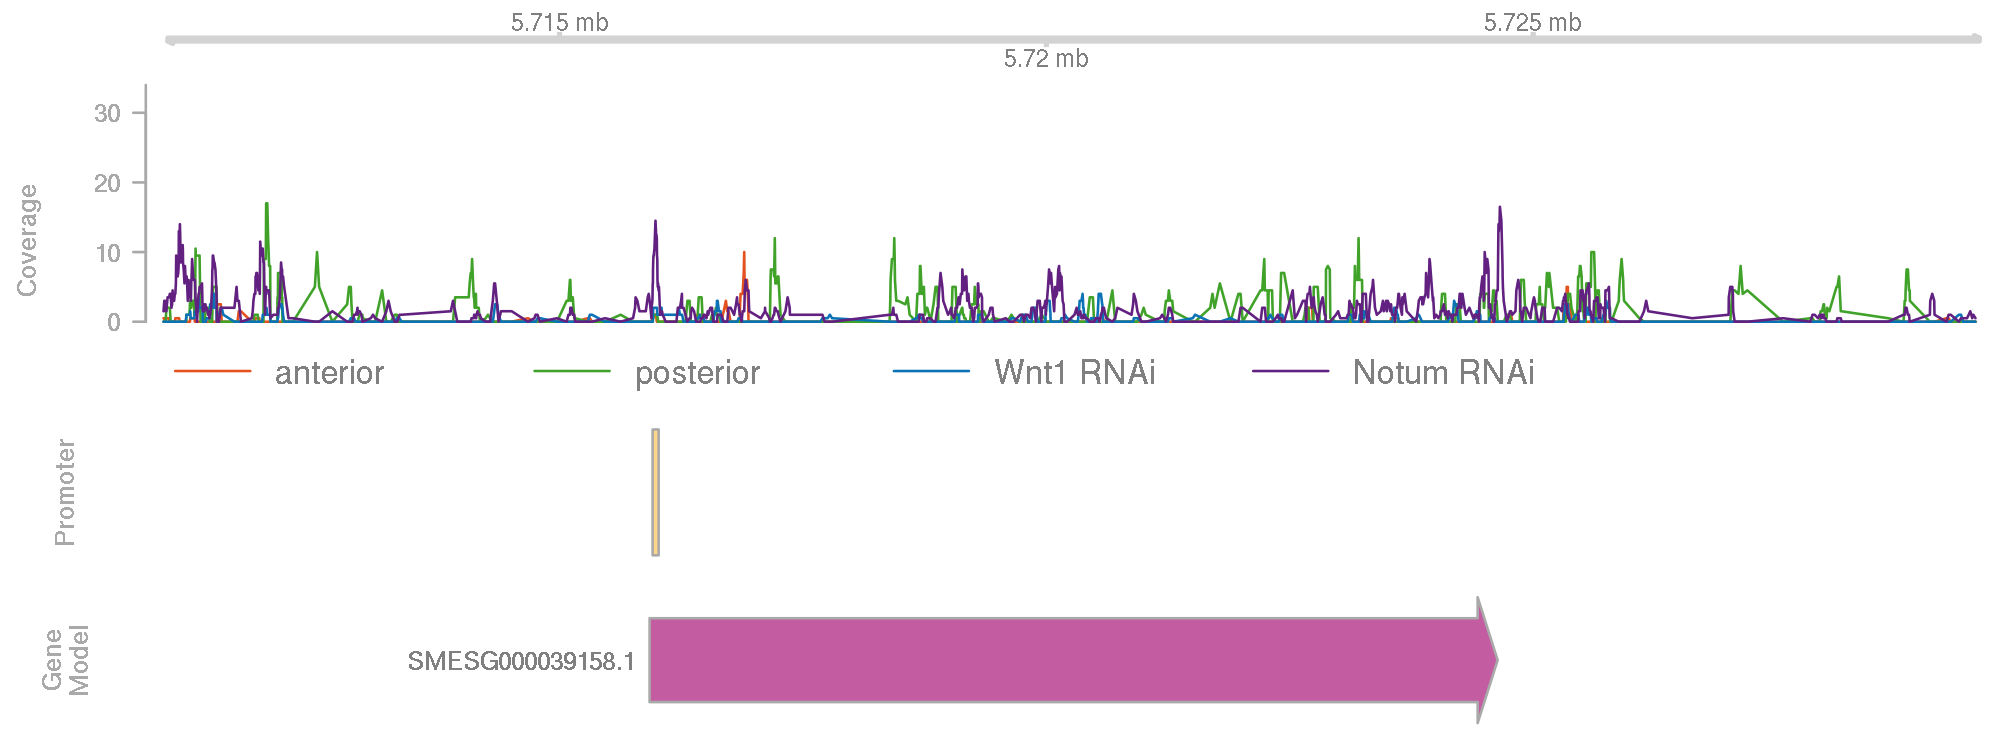 5.715 mb
5.725 mb
5.72 mb
Coverage
30
20
10
0
anterior posterior Wnt1 RNAi Notum RNAi
Promoter
Gene
Model
SMESG000039158.1